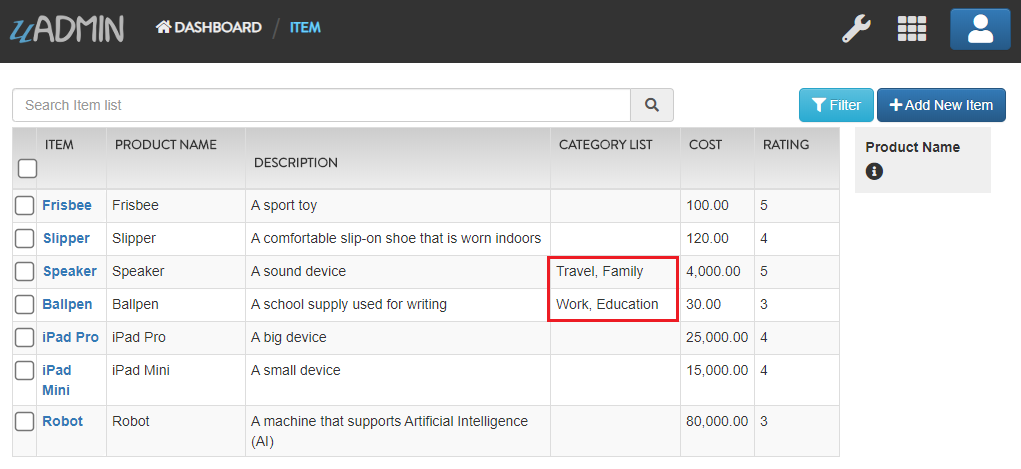 uADMIN DASHBOARD / ITEM
Search Item list Filter Add New Item
ITEM PRODUCT NAME DESCRIPTION CATEGORY LIST COST RATING
Product Name
Frisbee Frisbee A sport toy 100.00 5
Slipper Slipper A comfortable slip-on shoe that is worn indoors 120.00 4
Speaker Speaker A sound device Travel, Family 4,000.00 5
Ballpen Ballpen A school supply used for writing Work, Education 30.00 3
iPad Pro iPad Pro A big device 25,000.00 4
iPad iPad Mini A small device 15,000.00 4
Mini
Robot Robot A machine that supports Artificial Intelligence 80,000.00 3
(AI)